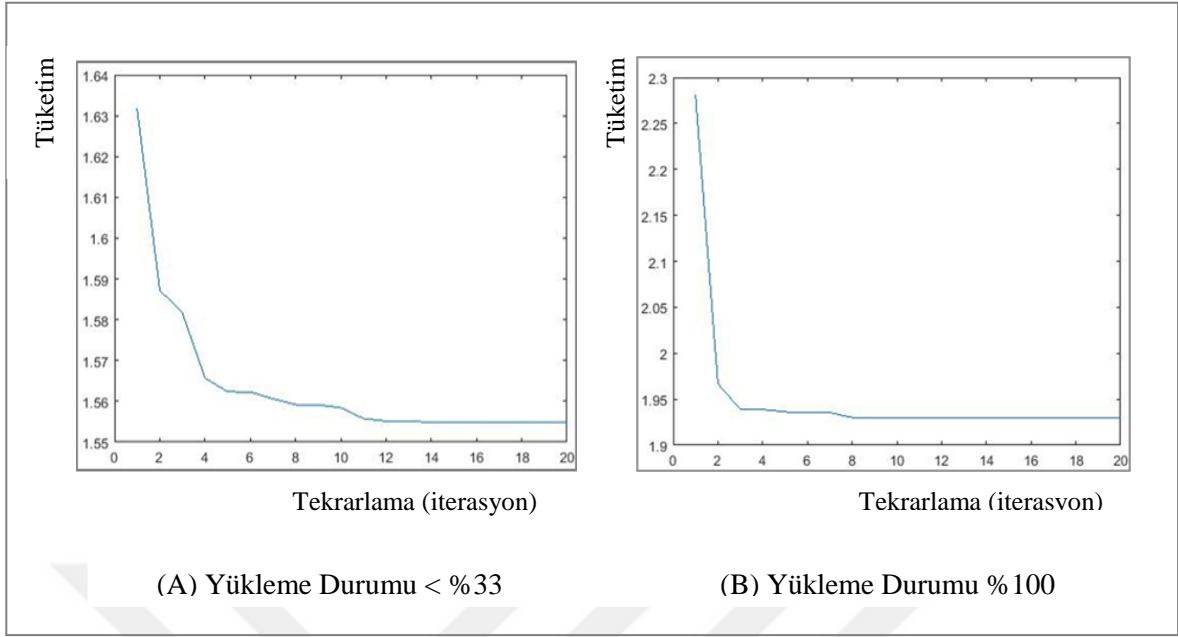 Tüketim
1.64
1.63
1.62
1.61
1.6
1.59
1.58
1.57
1.56
1.55
0 2 4 6 8 10 12 14 16 18 20
Tekrarlama (iterasyon)
(A) Yükleme Durumu < %33
Tüketim
2.3
2.25
2.2
2.15
2.1
2.05
2
1.95
1.9
0 2 4 6 8 10 12 14 16 18 20
Tekrarlama (iterasyon)
(B) Yükleme Durumu %100